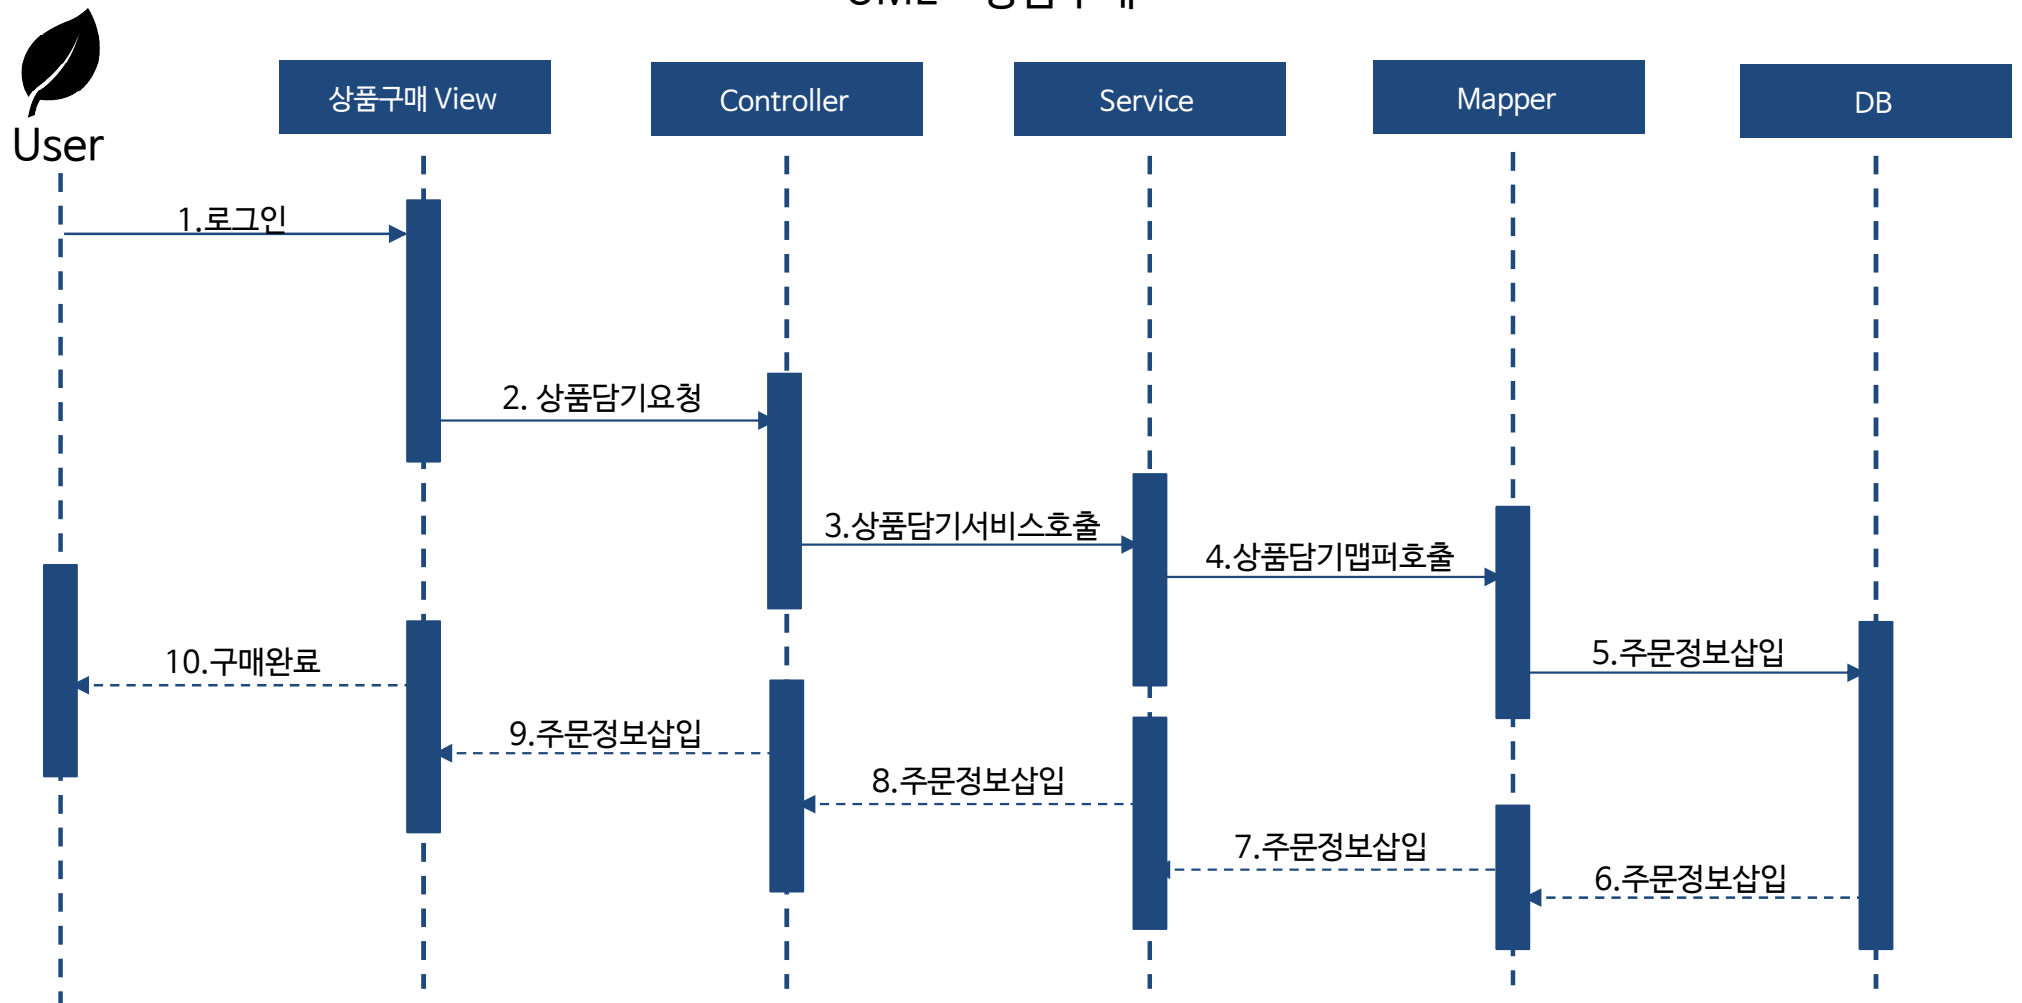 User
상품구매 View
Controller
Service
Mapper
DB
1.로그인
2. 상품담기요청
3.상품담기서비스호출
4.상품담기맵퍼호출
5.주문정보삽입
10.구매완료
9.주문정보삽입
8.주문정보삽입
7.주문정보삽입
6.주문정보삽입